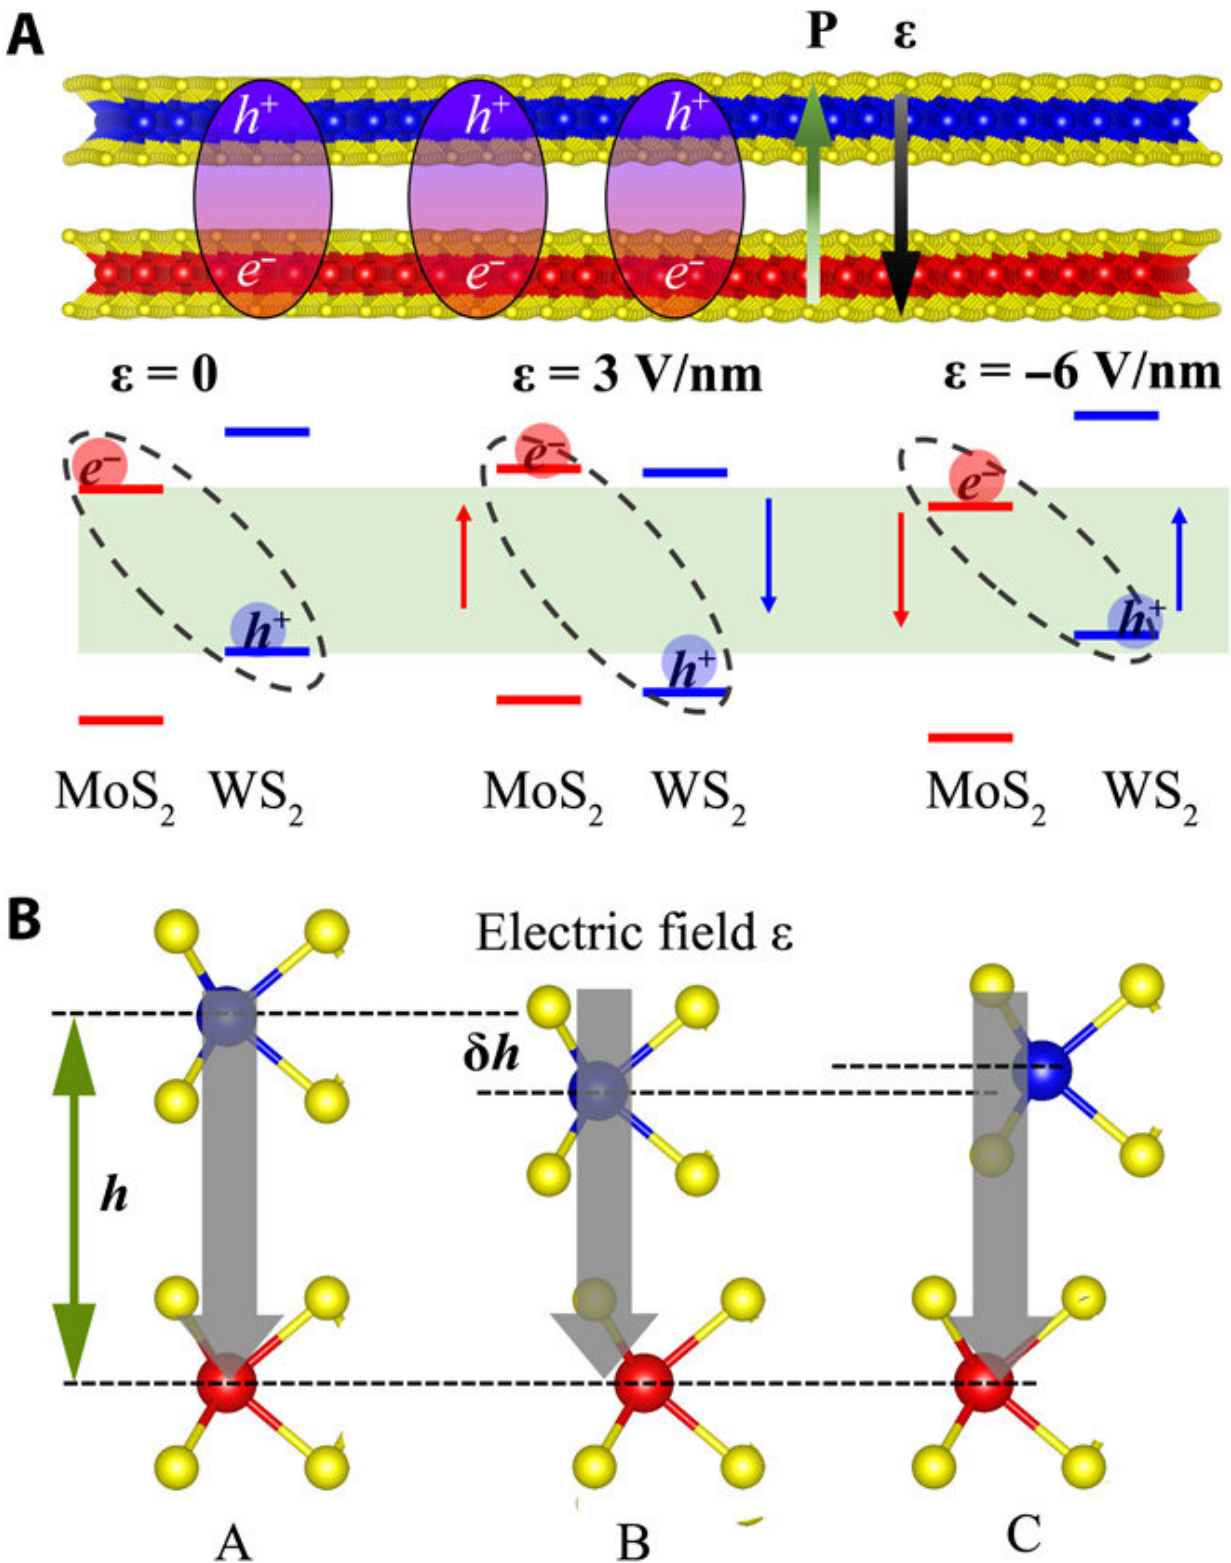 A
P ε
h⁺ h⁺ h⁺
e⁻ e⁻ e⁻
ε = 0 ε = 3 V/nm ε = –6 V/nm
e⁻ e⁻ e⁻
h⁺ h⁺ h⁺
MoS₂ WS₂ MoS₂ WS₂ MoS₂ WS₂
B
Electric field ε
δh
h
A B C